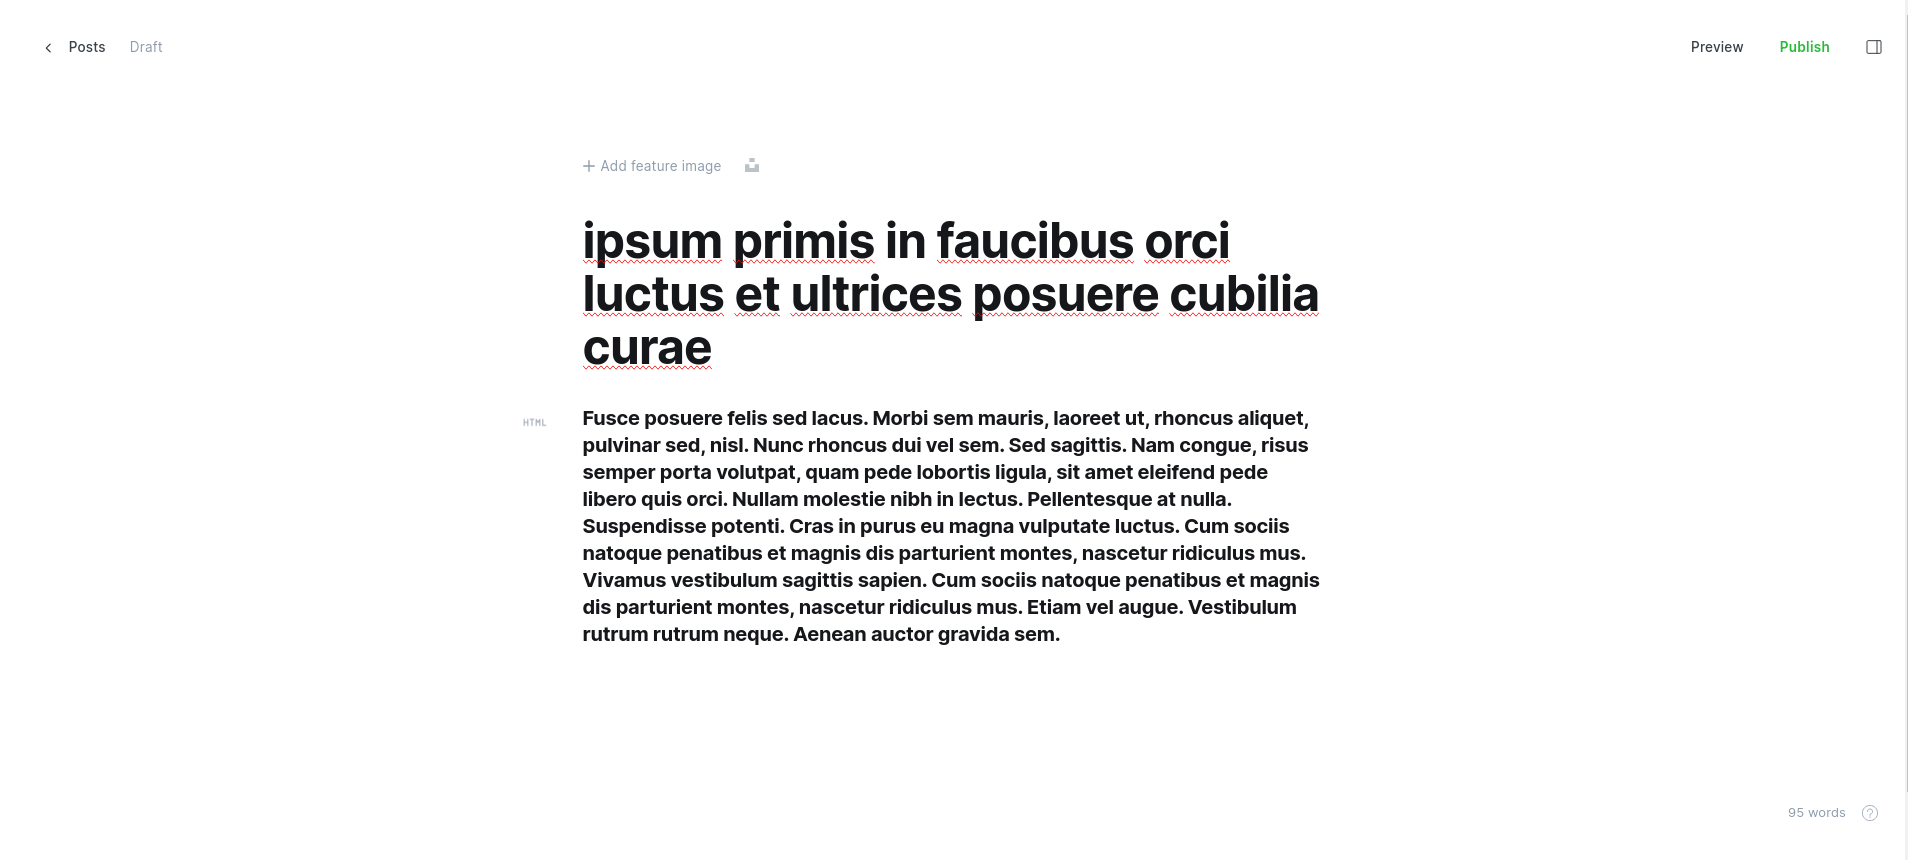 Posts Draft Preview Publish
Add feature image
ipsum primis in faucibus orci
luctus et ultrices posuere cubilia
curae
HTML
Fusce posuere felis sed lacus. Morbi sem mauris, laoreet ut, rhoncus aliquet,
pulvinar sed, nisl. Nunc rhoncus dui vel sem. Sed sagittis. Nam congue, risus
semper porta volutpat, quam pede lobortis ligula, sit amet eleifend pede
libero quis orci. Nullam molestie nibh in lectus. Pellentesque at nulla.
Suspendisse potenti. Cras in purus eu magna vulputate luctus. Cum sociis
natoque penatibus et magnis dis parturient montes, nascetur ridiculus mus.
Vivamus vestibulum sagittis sapien. Cum sociis natoque penatibus et magnis
dis parturient montes, nascetur ridiculus mus. Etiam vel augue. Vestibulum
rutrum rutrum neque. Aenean auctor gravida sem.
95 words ?